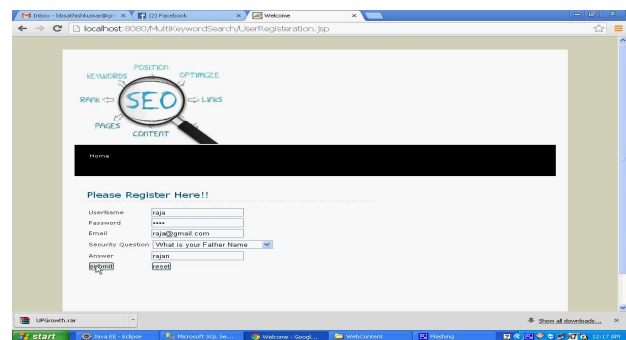 Inbox - bbsathishkumar@gm
(2) Facebook
Welcome
localhost:8080/MultiKeywordSearch/UserRegisteration.jsp
POSITION
KEYWORDS
OPTIMIZE
RANK
SEO
LINKS
PAGES
CONTENT
Home
Please Register Here!!
UserName raja
Password ••••
Email raja@gmail.com
Security Question What is your Father Name
Answer rajan
submit reset
UPGrowth.rar
Show all downloads...
start
Java EE - Eclipse
Microsoft SQL Se...
Welcome - Googl...
WebContent
Hashing
12:17 AM